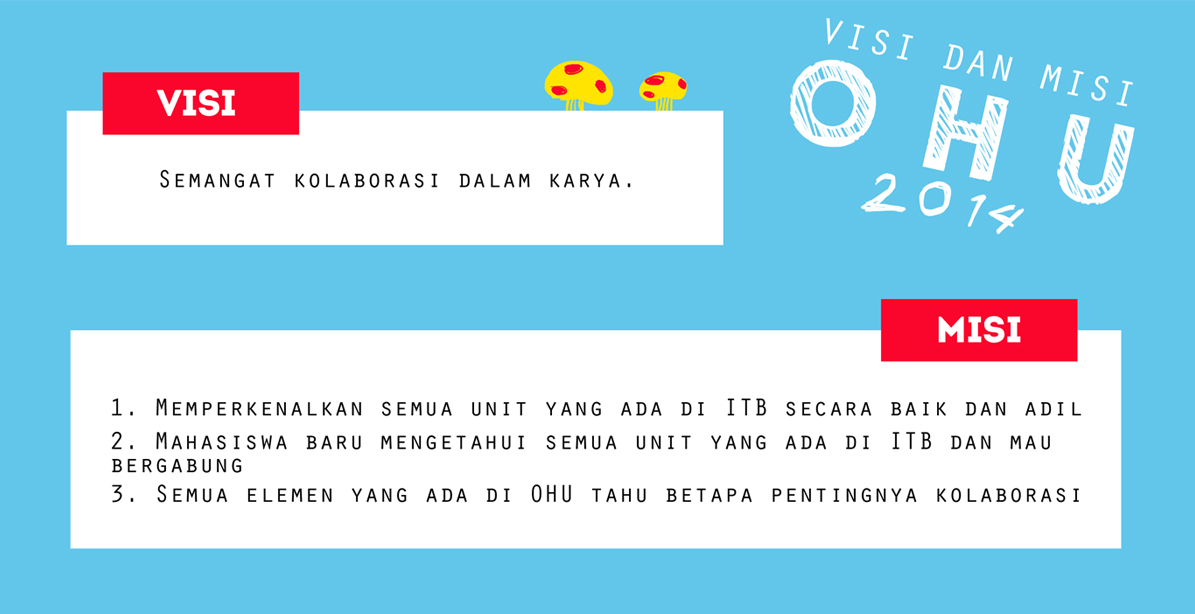 VISI DAN MISI
OHU
2014
VISI
Semangat kolaborasi dalam karya.
MISI
1. Memperkenalkan semua unit yang ada di ITB secara baik dan adil
2. Mahasiswa baru mengetahui semua unit yang ada di ITB dan mau
bergabung
3. Semua elemen yang ada di OHU tahu betapa pentingnya kolaborasi